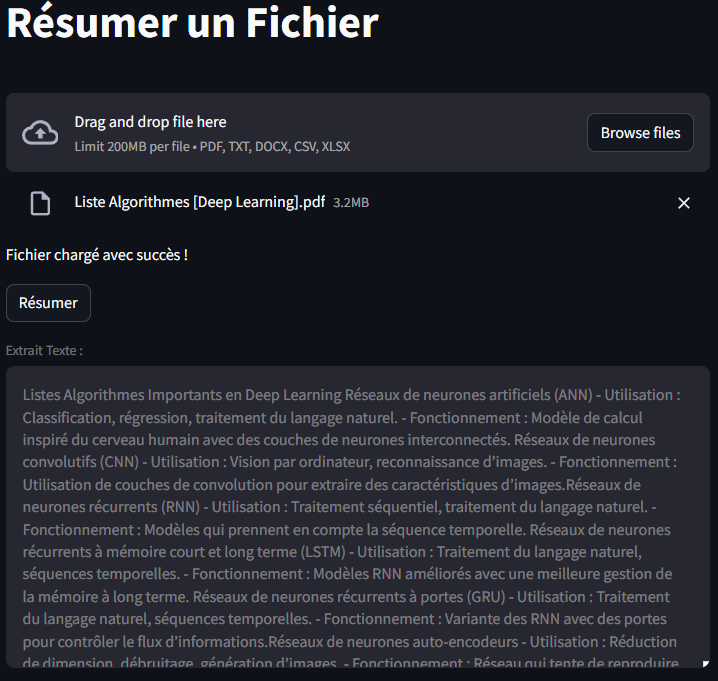 Résumer un Fichier
Drag and drop file here
Limit 200MB per file • PDF, TXT, DOCX, CSV, XLSX
Browse files
Liste Algorithmes [Deep Learning].pdf 3.2MB
Fichier chargé avec succès !
Résumer
Extrait Texte :
Listes Algorithmes Importants en Deep Learning Réseaux de neurones artificiels (ANN) - Utilisation :
Classification, régression, traitement du langage naturel. - Fonctionnement : Modèle de calcul
inspiré du cerveau humain avec des couches de neurones interconnectés. Réseaux de neurones
convolutifs (CNN) - Utilisation : Vision par ordinateur, reconnaissance d’images. - Fonctionnement :
Utilisation de couches de convolution pour extraire des caractéristiques d’images.Réseaux de
neurones récurrents (RNN) - Utilisation : Traitement séquentiel, traitement du langage naturel. -
Fonctionnement : Modèles qui prennent en compte la séquence temporelle. Réseaux de neurones
récurrents à mémoire court et long terme (LSTM) - Utilisation : Traitement du langage naturel,
séquences temporelles. - Fonctionnement : Modèles RNN améliorés avec une meilleure gestion de
la mémoire à long terme. Réseaux de neurones récurrents à portes (GRU) - Utilisation : Traitement
du langage naturel, séquences temporelles. - Fonctionnement : Variante des RNN avec des portes
pour contrôler le flux d’informations.Réseaux de neurones auto-encodeurs - Utilisation : Réduction
de dimension, débruitage, génération d’images. - Fonctionnement : Réseau qui tente de reproduire